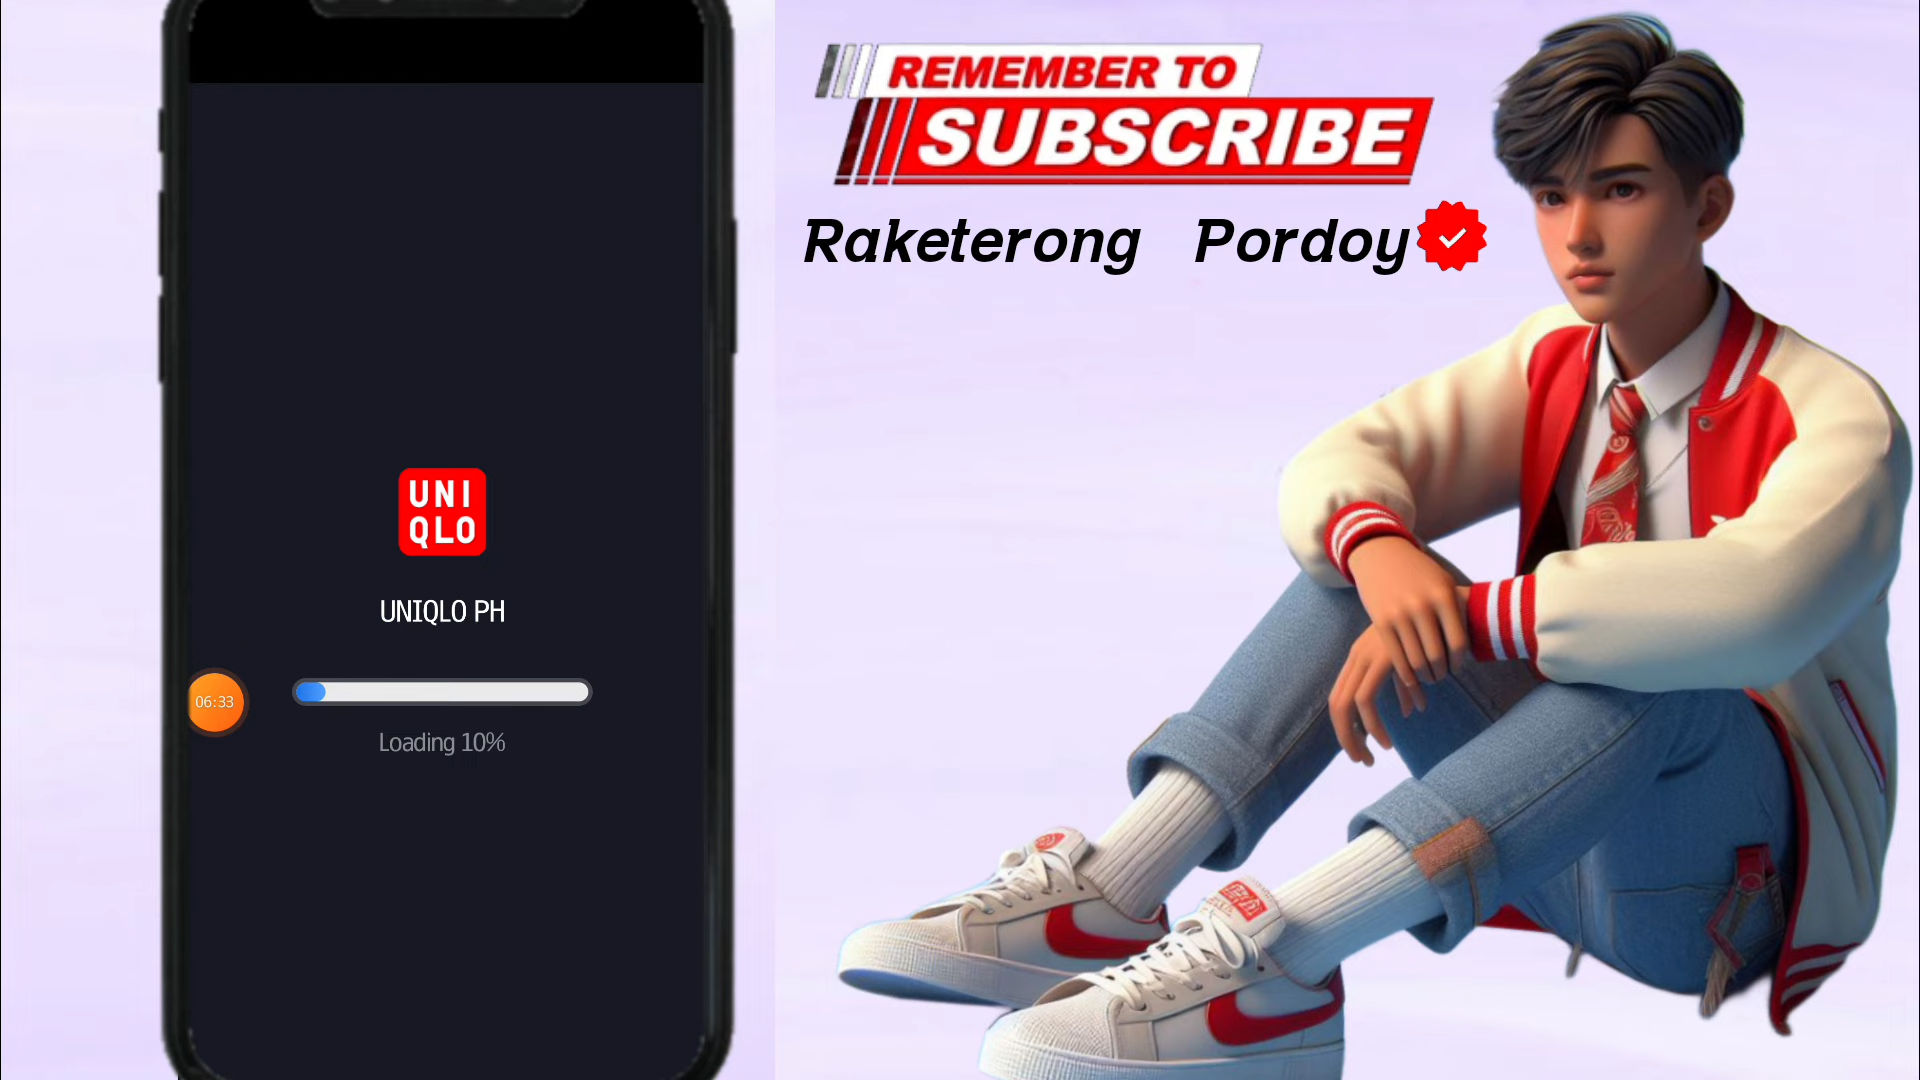 REMEMBER TO
SUBSCRIBE
Raketerong Pordoy
UNI
QLO
UNIQLO PH
06:33
Loading 10%